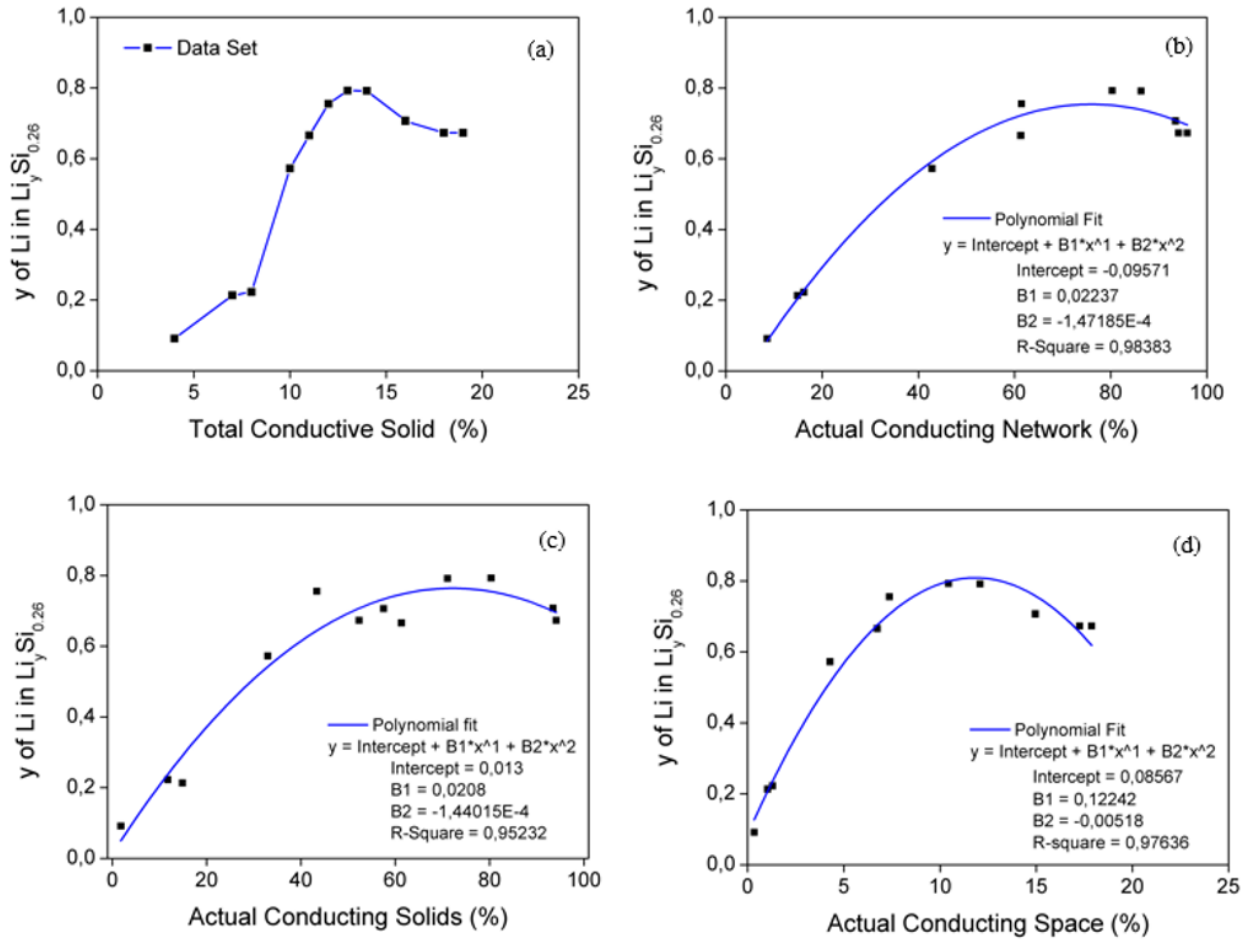 (a)
Data Set
y of Li in LiySi0.26
1,0
0,8
0,6
0,4
0,2
0,0
0 5 10 15 20 25
Total Conductive Solid (%)
(b)
y of Li in LiySi0.26
1,0
0,8
0,6
0,4
0,2
0,0
Polynomial Fit
y = Intercept + B1*x^1 + B2*x^2
Intercept = -0,09571
B1 = 0,02237
B2 = -1,47185E-4
R-Square = 0,98383
0 20 40 60 80 100
Actual Conducting Network (%)
(c)
y of Li in LiySi0.26
1,0
0,8
0,6
0,4
0,2
0,0
Polynomial fit
y = Intercept + B1*x^1 + B2*x^2
Intercept = 0,013
B1 = 0,0208
B2 = -1,44015E-4
R-Square = 0,95232
0 20 40 60 80 100
Actual Conducting Solids (%)
(d)
y of Li in LiySi0.26
1,0
0,8
0,6
0,4
0,2
0,0
Polynomial Fit
y = Intercept + B1*x^1 + B2*x^2
Intercept = 0,08567
B1 = 0,12242
B2 = -0,00518
R-square = 0,97636
0 5 10 15 20 25
Actual Conducting Space (%)